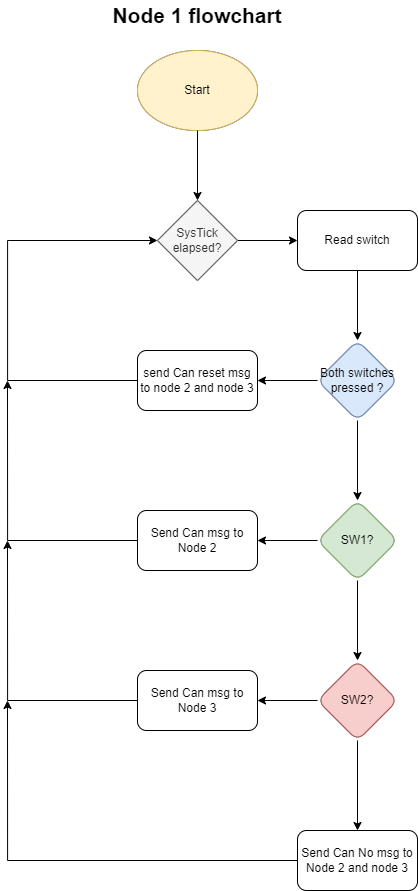 Node 1 flowchart
Start
SysTick
elapsed?
Read switch
Both switches
pressed ?
send Can reset msg
to node 2 and node 3
SW1?
Send Can msg to
Node 2
SW2?
Send Can msg to
Node 3
Send Can No msg to
Node 2 and node 3